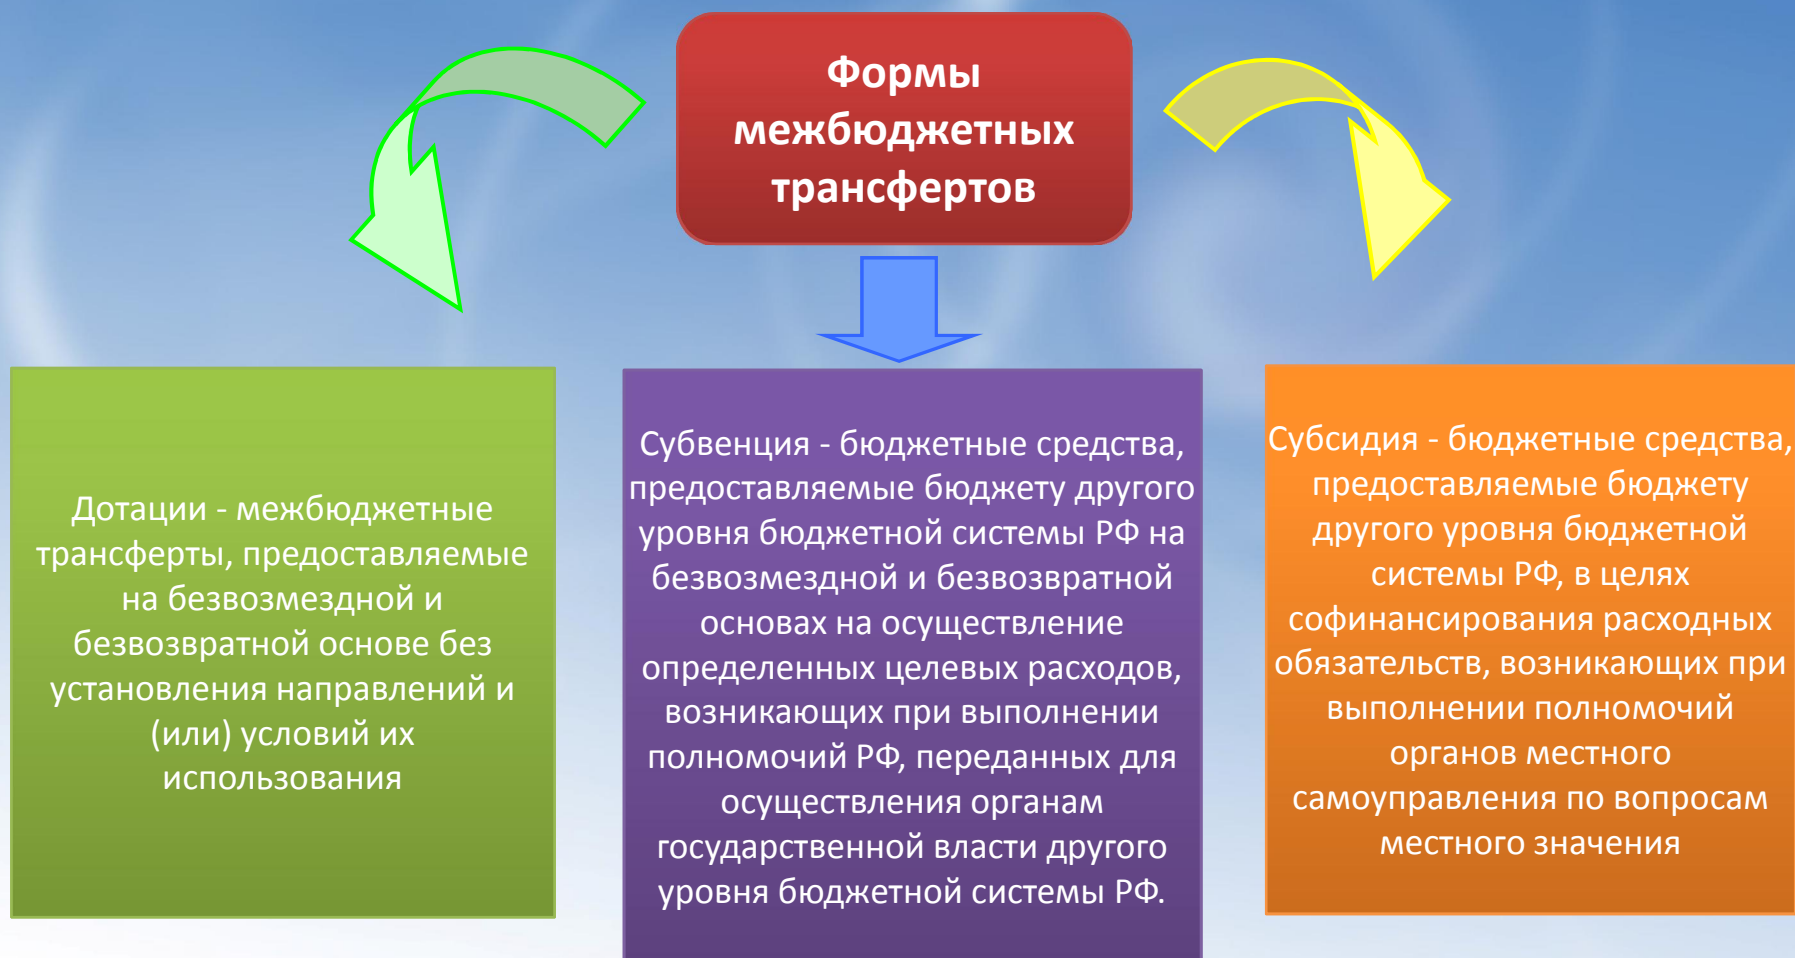 Формы
межбюджетных
трансфертов
Дотации - межбюджетные
трансферты, предоставляемые
на безвозмездной и
безвозвратной основе без
установления направлений и
(или) условий их
использования
Субвенция - бюджетные средства,
предоставляемые бюджету другого
уровня бюджетной системы РФ на
безвозмездной и безвозвратной
основах на осуществление
определенных целевых расходов,
возникающих при выполнении
полномочий РФ, переданных для
осуществления органам
государственной власти другого
уровня бюджетной системы РФ.
Субсидия - бюджетные средства,
предоставляемые бюджету
другого уровня бюджетной
системы РФ, в целях
софинансирования расходных
обязательств, возникающих при
выполнении полномочий
органов местного
самоуправления по вопросам
местного значения